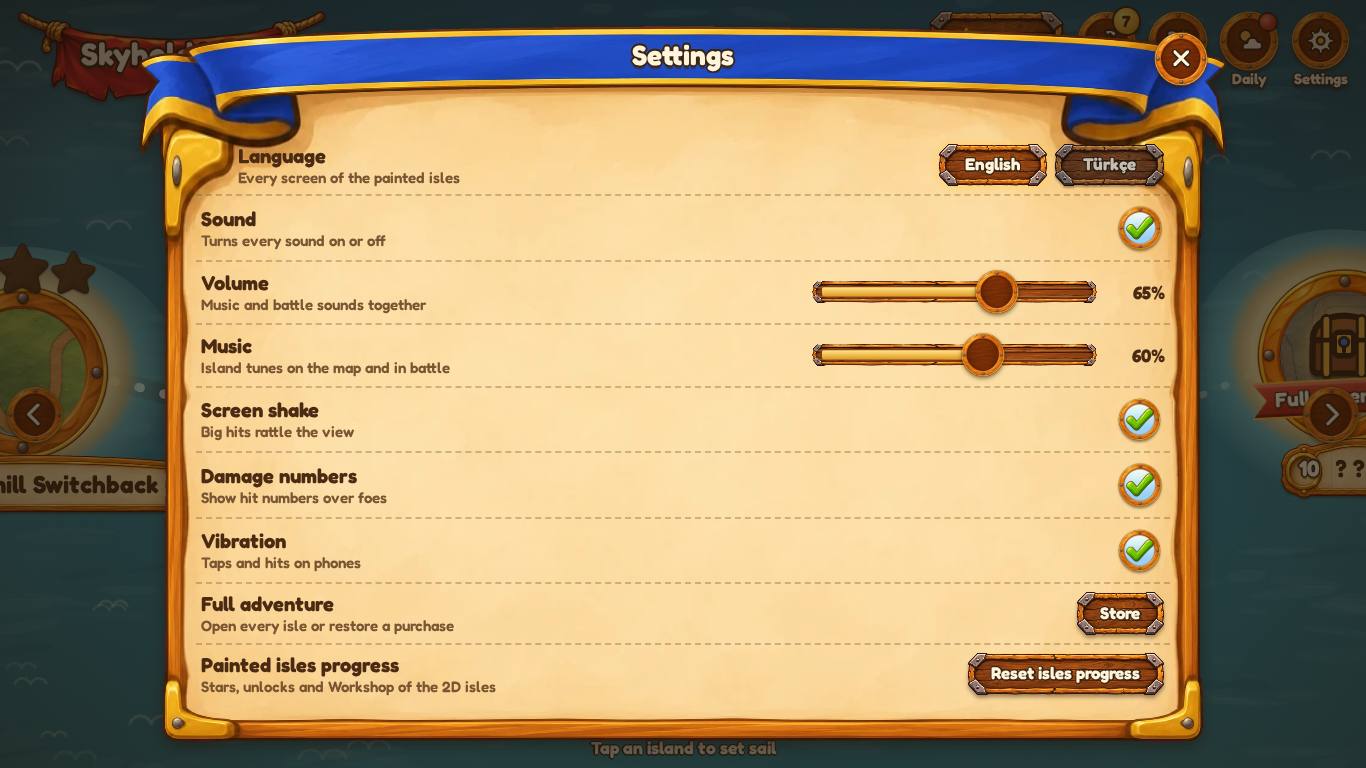 7
Settings
Daily
Settings
Language
Every screen of the painted isles
English
Türkçe
Sound
Turns every sound on or off
Volume
Music and battle sounds together
65%
Music
Island tunes on the map and in battle
60%
Screen shake
Big hits rattle the view
Full
10
? ?
Damage numbers
Show hit numbers over foes
Switchback
Vibration
Taps and hits on phones
Full adventure
Open every isle or restore a purchase
Store
Painted isles progress
Stars, unlocks and Workshop of the 2D isles
Reset isles progress
Tap an island to set sail